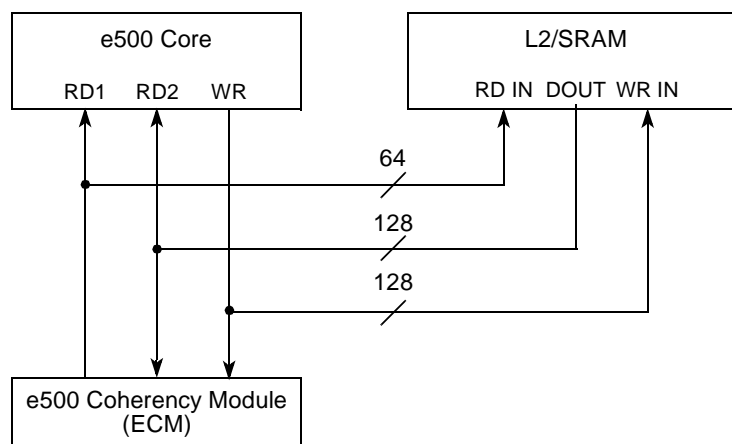 e500 Core
RD1 RD2 WR
L2/SRAM
RD IN DOUT WR IN
64
128
128
e500 Coherency Module
(ECM)